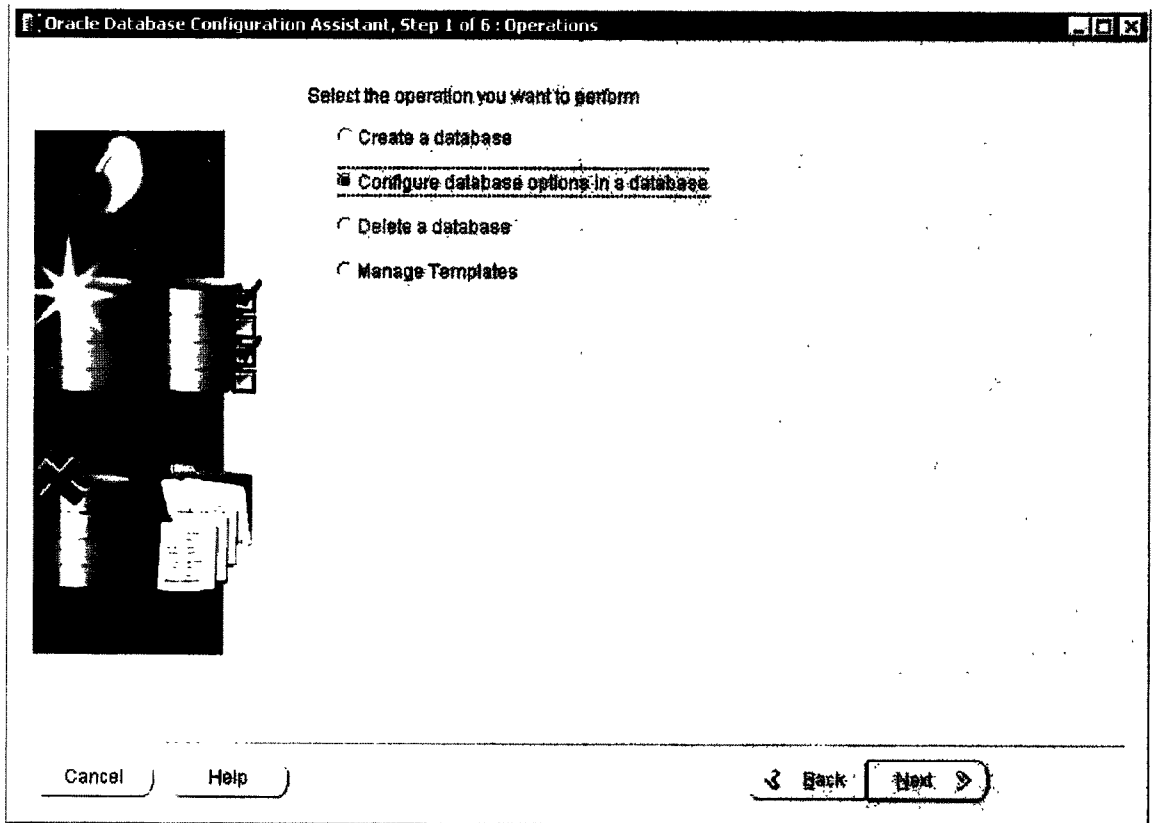 Oracle Database Configuration Assistant, Step 1 of 6 : Operations
Select the operation you want to perform
Create a database
Configure database options in a database
Delete a database
Manage Templates
Cancel
Help
Back
Next